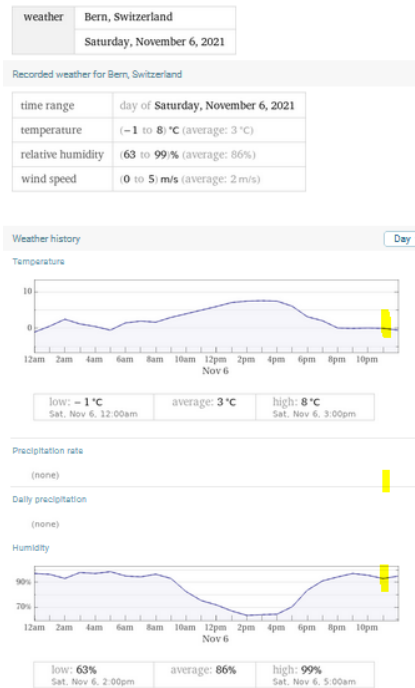 weather Bern, Switzerland
Saturday, November 6, 2021
Recorded weather for Bern, Switzerland
time range day of Saturday, November 6, 2021
temperature (−1 to 8) °C (average: 3 °C)
relative humidity (63 to 99)% (average: 86%)
wind speed (0 to 5) m/s (average: 2 m/s)
Weather history Day
Temperature
10
0
12am 2am 4am 6am 8am 10am 12pm 2pm 4pm 6pm 8pm 10pm
Nov 6
low: − 1 °C average: 3 °C high: 8 °C
Sat, Nov 6, 12:00am Sat, Nov 6, 3:00pm
Precipitation rate
(none)
Daily precipitation
(none)
Humidity
90%
70%
12am 2am 4am 6am 8am 10am 12pm 2pm 4pm 6pm 8pm 10pm
Nov 6
low: 63% average: 86% high: 99%
Sat, Nov 6, 2:00pm Sat, Nov 6, 5:00am